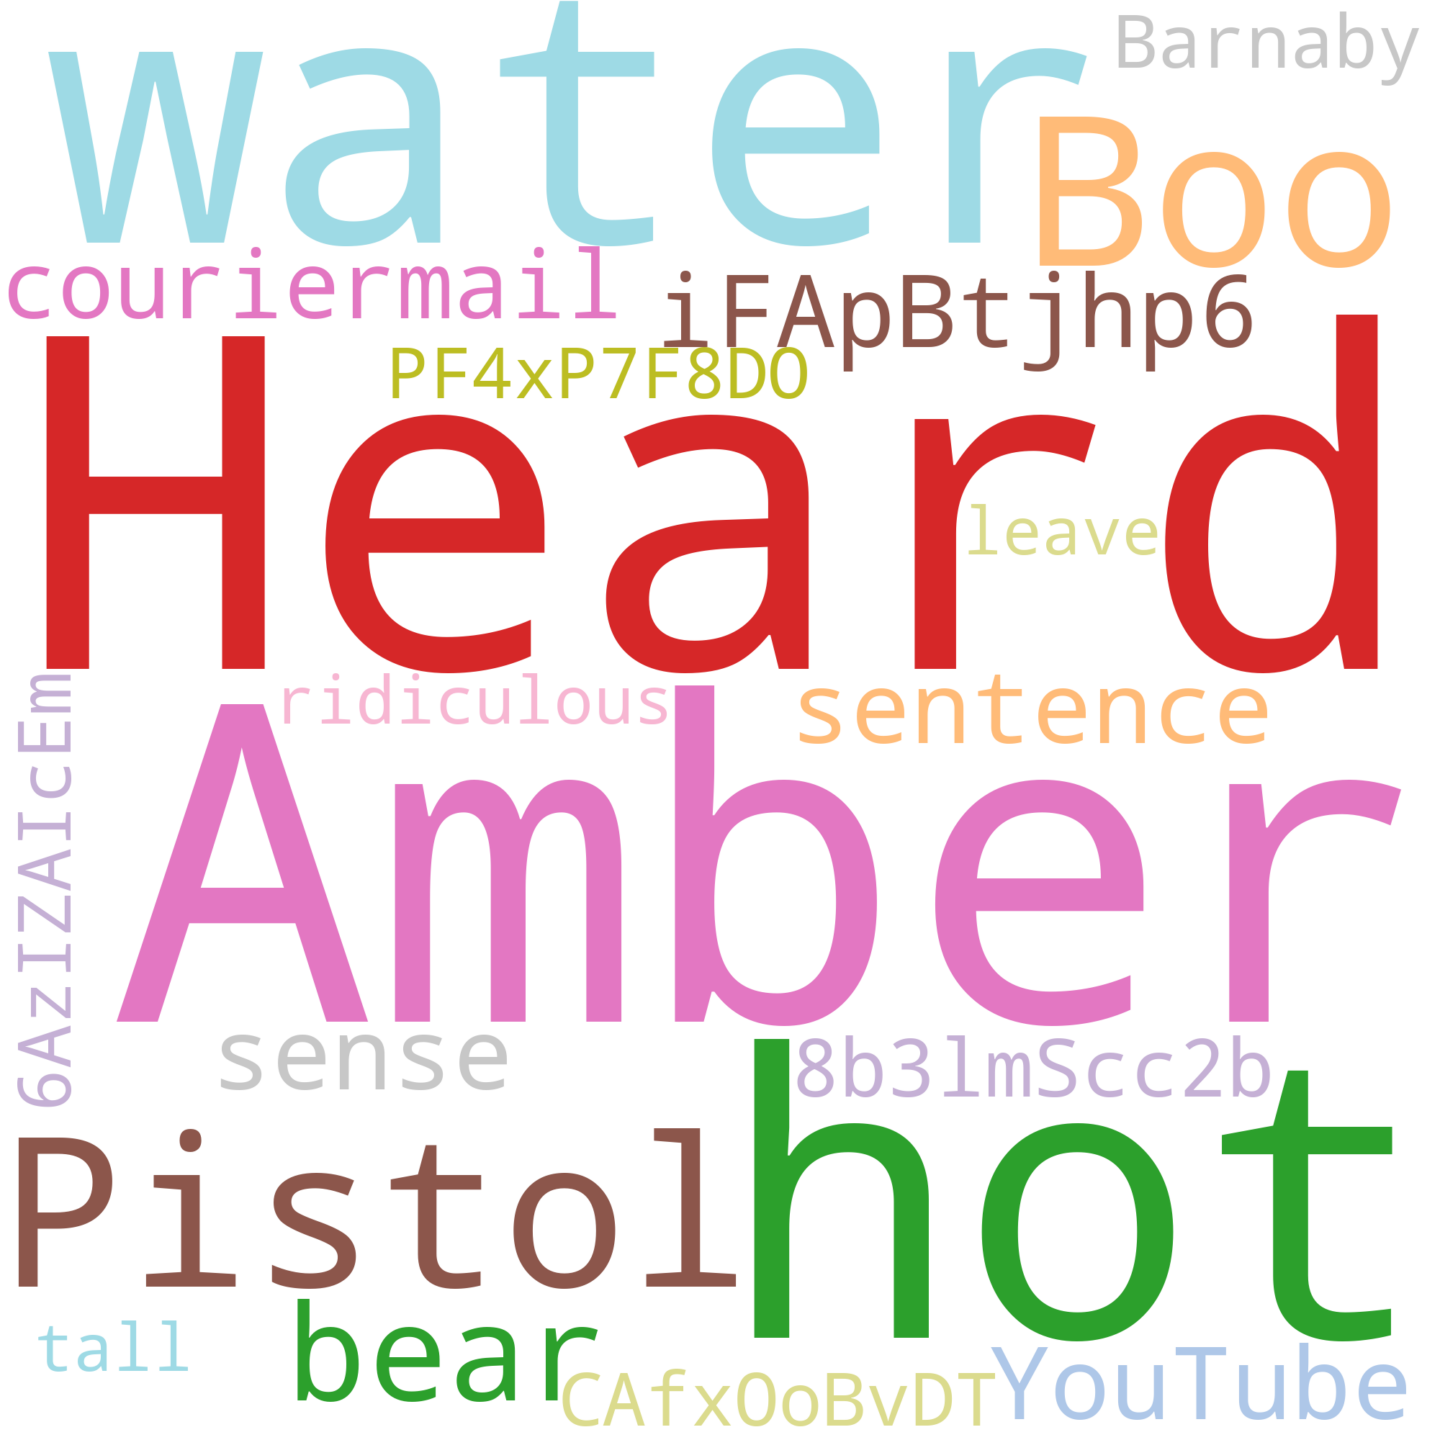 Barnaby
water
Boo
couriermail
iFApBtjhp6
PF4xP7F8DO
Heard
leave
ridiculous
sentence
6AzIZAIcEm
Amber
sense
8b3lmScc2b
hot
Pistol
tall
bear
YouTube
CAfxOoBvDT